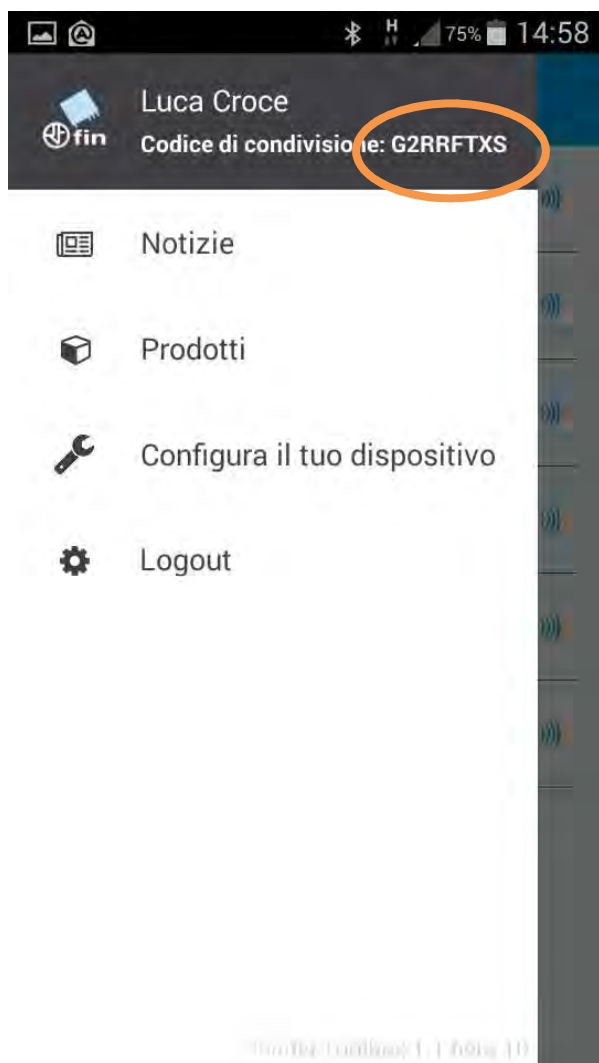 H 75% 14:58
Luca Croce
fin
Codice di condivisione: G2RRFTXS
Notizie
Prodotti
Configura il tuo dispositivo
Logout